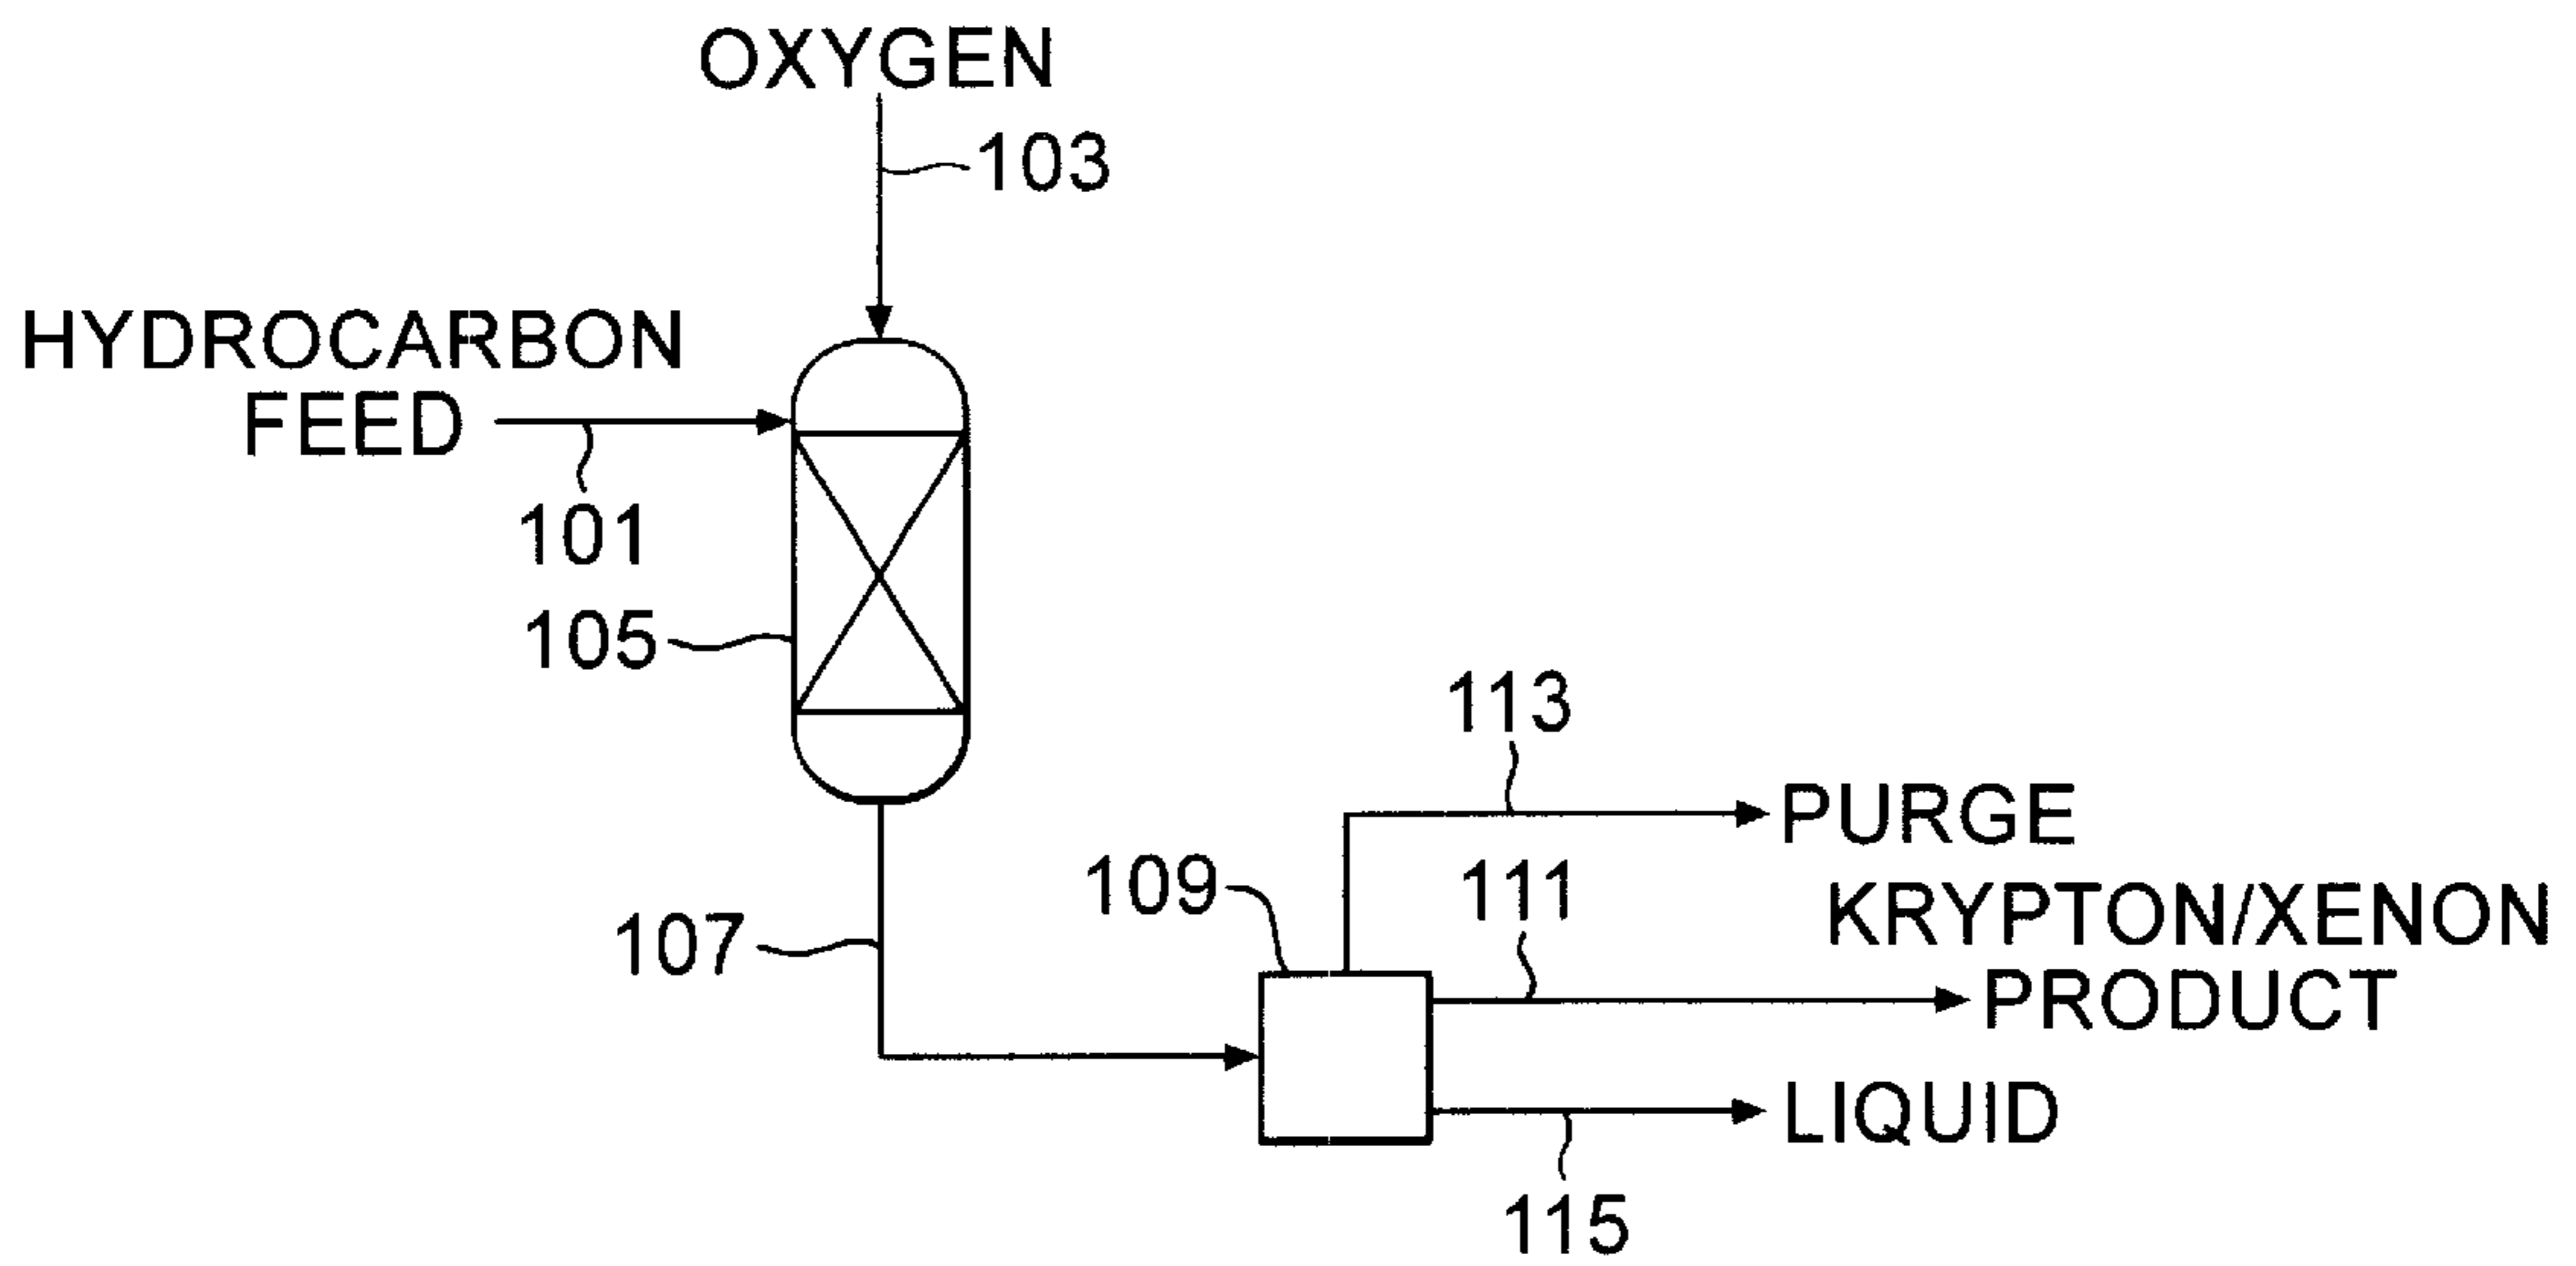 OXYGEN
103
HYDROCARBON
FEED
101
105
113
PURGE
109
111
KRYPTON/XENON
107
PRODUCT
LIQUID
115